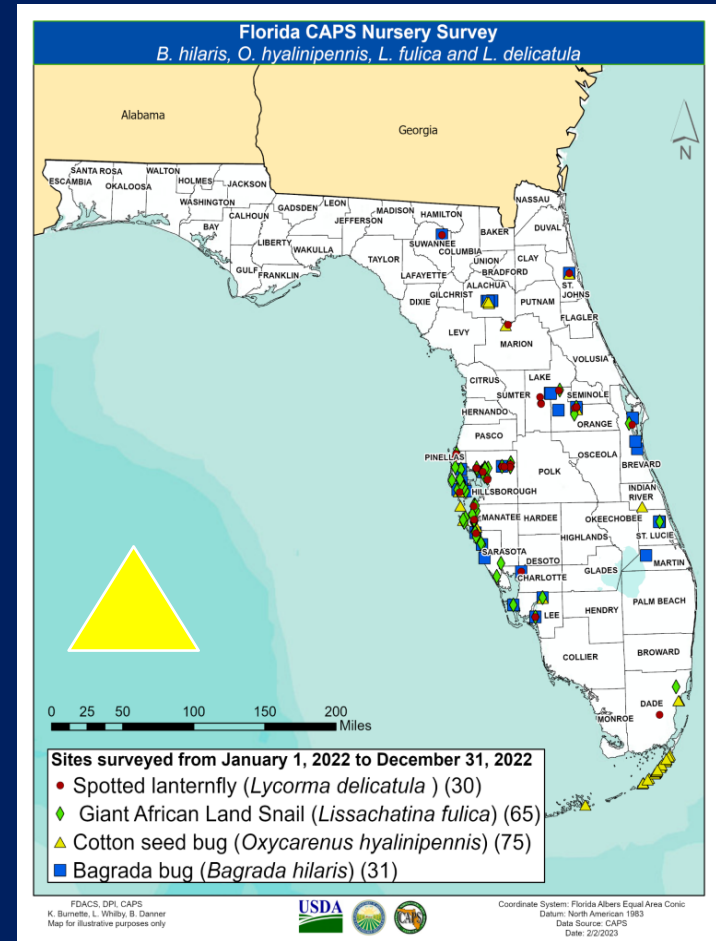 Florida CAPS Nursery Survey
B. hilaris, O. hyalinipennis, L. fulica and L. delicatula
Alabama
Georgia
N
SANTA ROSA
WALTON
HOLMES
JACKSON
ESCAMBIA
OKALOOSA
WASHINGTON
BAY
CALHOUN
GADSDEN
LEON
JEFFERSON
MADISON
HAMILTON
NASSAU
BAKER
DUVAL
LIBERTY
WAKULLA
GULF
FRANKLIN
TAYLOR
SUWANNEE
COLUMBIA
UNION
BRADFORD
CLAY
ST. JOHNS
LAFAYETTE
DIXIE
GILCHRIST
ALACHUA
PUTNAM
FLAGLER
LEVY
MARION
VOLUSIA
CITRUS
LAKE
SUMTER
SEMINOLE
HERNANDO
ORANGE
PASCO
OSCEOLA
BREVARD
PINELLAS
POLK
HILLSBOROUGH
INDIAN RIVER
MANATEE
HARDEE
OKEECHOBEE
HIGHLANDS
ST. LUCIE
SARASOTA
DESOTO
MARTIN
CHARLOTTE
GLADES
LEE
HENDRY
PALM BEACH
COLLIER
BROWARD
MONROE
DADE
0 25 50 100 150 200
Miles
Sites surveyed from January 1, 2022 to December 31, 2022
Spotted lanternfly (Lycorma delicatula ) (30)
Giant African Land Snail (Lissachatina fulica) (65)
Cotton seed bug (Oxycarenus hyalinipennis) (75)
Bagrada bug (Bagrada hilaris) (31)
FDACS, DPI, CAPS
K. Burnette, L. Whilby, B. Danner
Map for illustrative purposes only
USDA
CAPS
Coordinate System: Florida Albers Equal Area Conic
Datum: North American 1983
Data Source: CAPS
Date: 2/2/2023